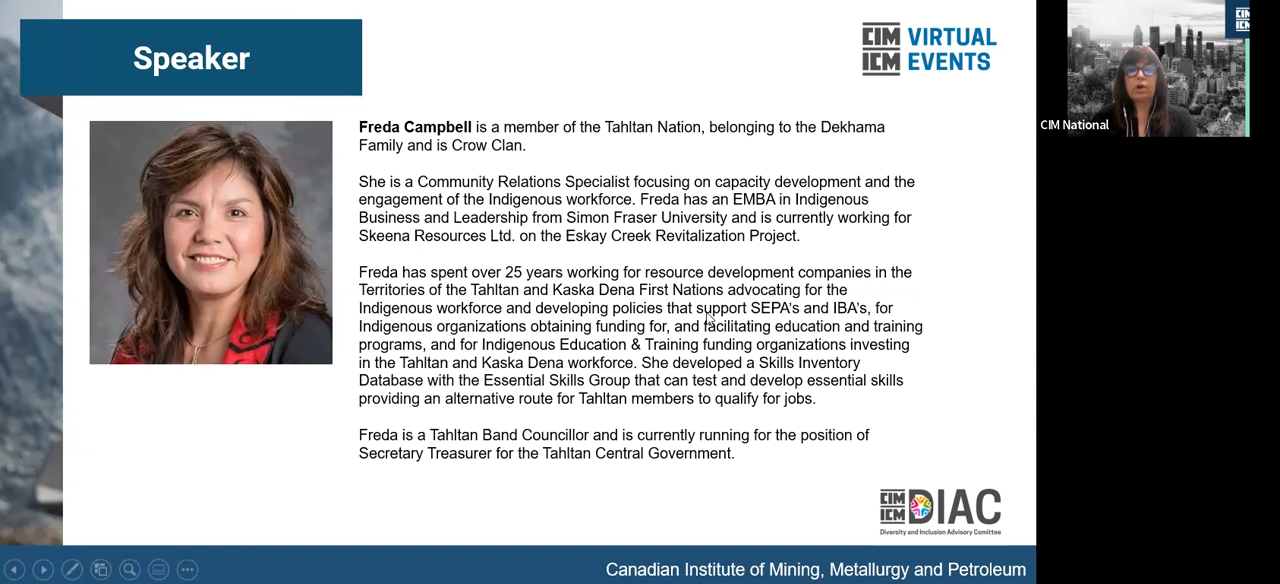 Speaker
CIM VIRTUAL
ICM EVENTS
CIM
ICM
CIM National
Freda Campbell is a member of the Tahltan Nation, belonging to the Dekhama
Family and is Crow Clan.
She is a Community Relations Specialist focusing on capacity development and the
engagement of the Indigenous workforce. Freda has an EMBA in Indigenous
Business and Leadership from Simon Fraser University and is currently working for
Skeena Resources Ltd. on the Eskay Creek Revitalization Project.
Freda has spent over 25 years working for resource development companies in the
Territories of the Tahltan and Kaska Dena First Nations advocating for the
Indigenous workforce and developing policies that support SEPA's and IBA's, for
Indigenous organizations obtaining funding for, and facilitating education and training
programs, and for Indigenous Education & Training funding organizations investing
in the Tahltan and Kaska Dena workforce. She developed a Skills Inventory
Database with the Essential Skills Group that can test and develop essential skills
providing an alternative route for Tahltan members to qualify for jobs.
Freda is a Tahltan Band Councillor and is currently running for the position of
Secretary Treasurer for the Tahltan Central Government.
CIM
ICM DIAC
Diversity and Inclusion Advisory Comittee
Canadian Institute of Mining, Metallurgy and Petroleum